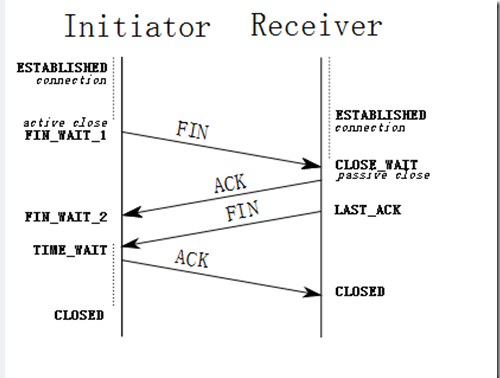 Initiator Receiver
ESTABLISHED
connection
active close
FIN_WAIT_1
FIN
ESTABLISHED
connection
CLOSE_WAIT
passive close
ACK
FIN_WAIT_2
FIN
LAST_ACK
TIME_WAIT
ACK
CLOSED
CLOSED